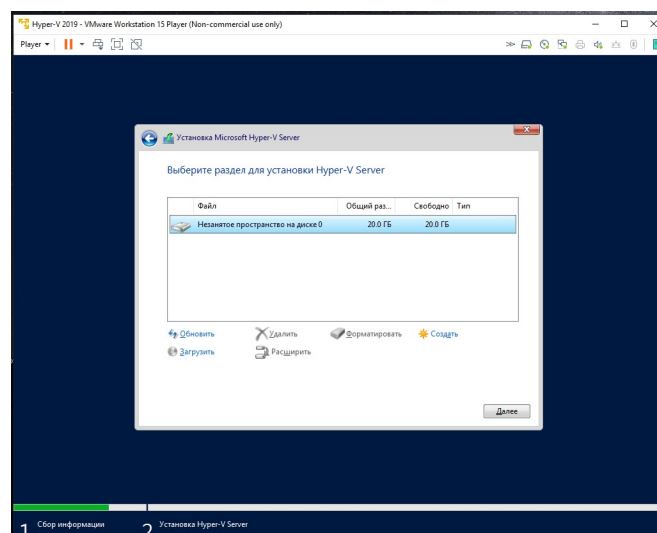 Hyper-V 2019 - VMware Workstation 15 Player (Non-commercial use only)
Player
Установка Microsoft Hyper-V Server
Выберите раздел для установки Hyper-V Server
Файл Общий раз... Свободно Тип
Незанятое пространство на диске 0 20.0 ГБ 20.0 ГБ
Обновить Удалить Форматировать Создать
Загрузить Расширить
Далее
1 Сбор информации 2 Установка Hyper-V Server